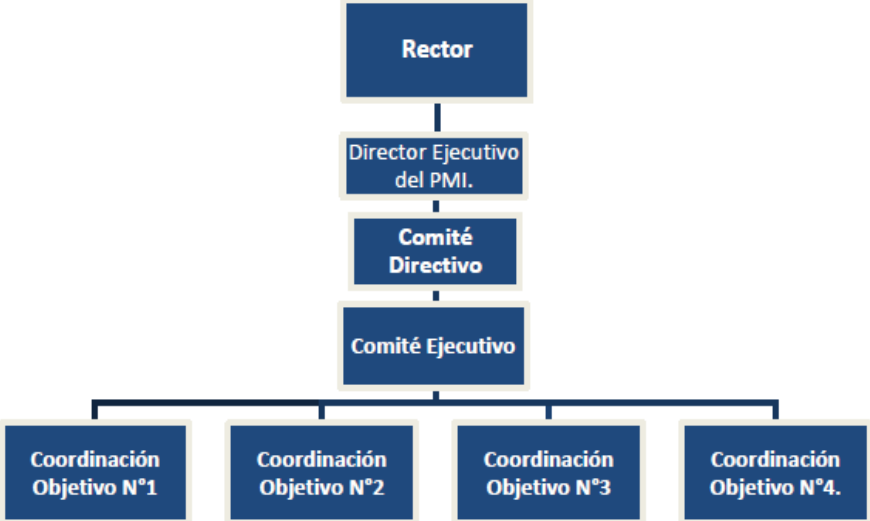 Rector
Director Ejecutivo
del PMI.
Comité
Directivo
Comité Ejecutivo
Coordinación
Objetivo N°1
Coordinación
Objetivo N°2
Coordinación
Objetivo N°3
Coordinación
Objetivo N°4.